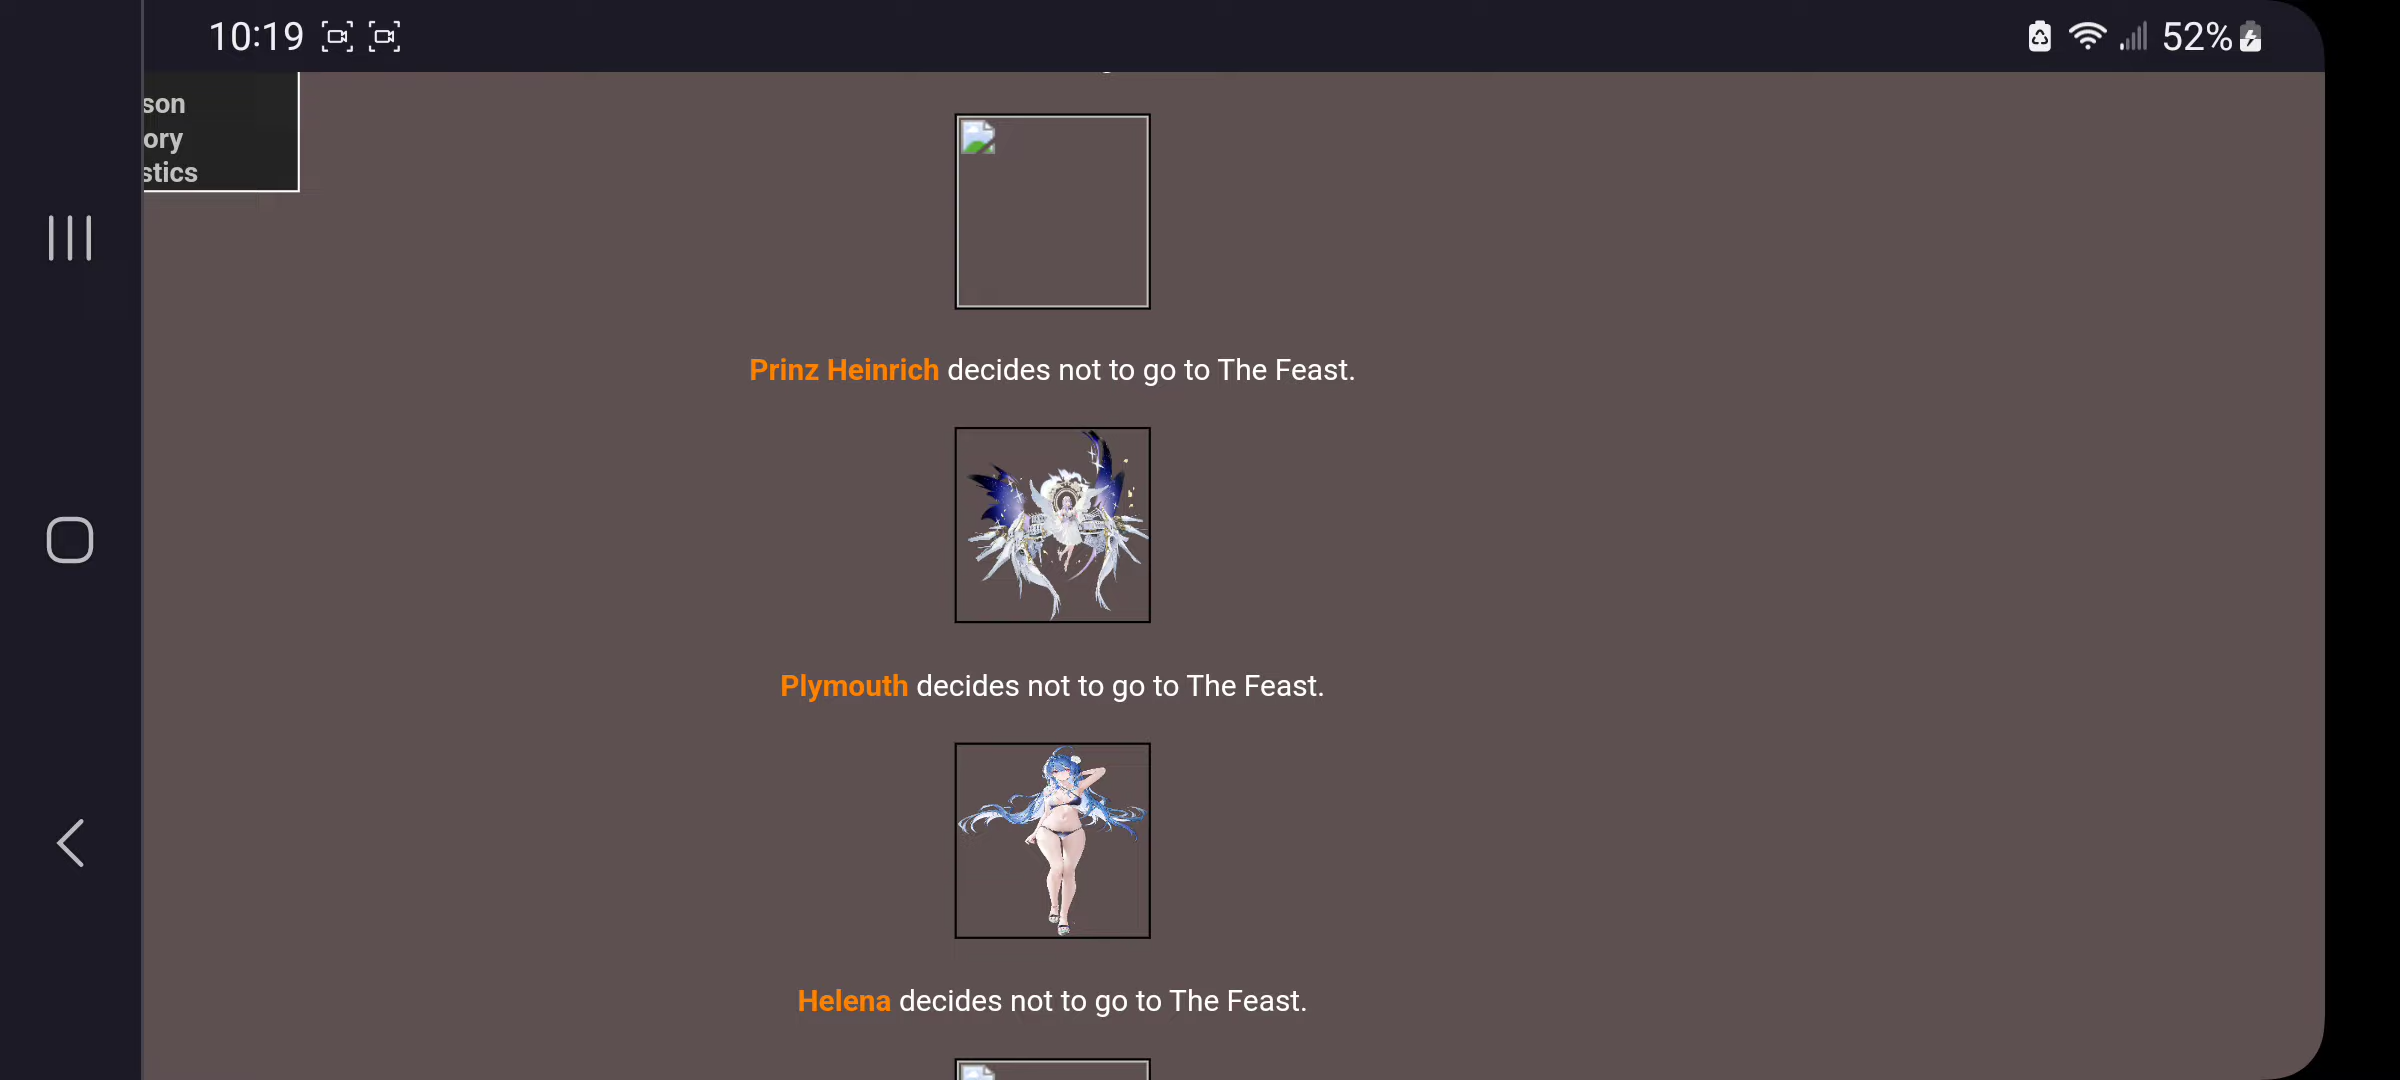 10:19
52%
son
ory
stics
Prinz Heinrich decides not to go to The Feast.
Plymouth decides not to go to The Feast.
Helena decides not to go to The Feast.